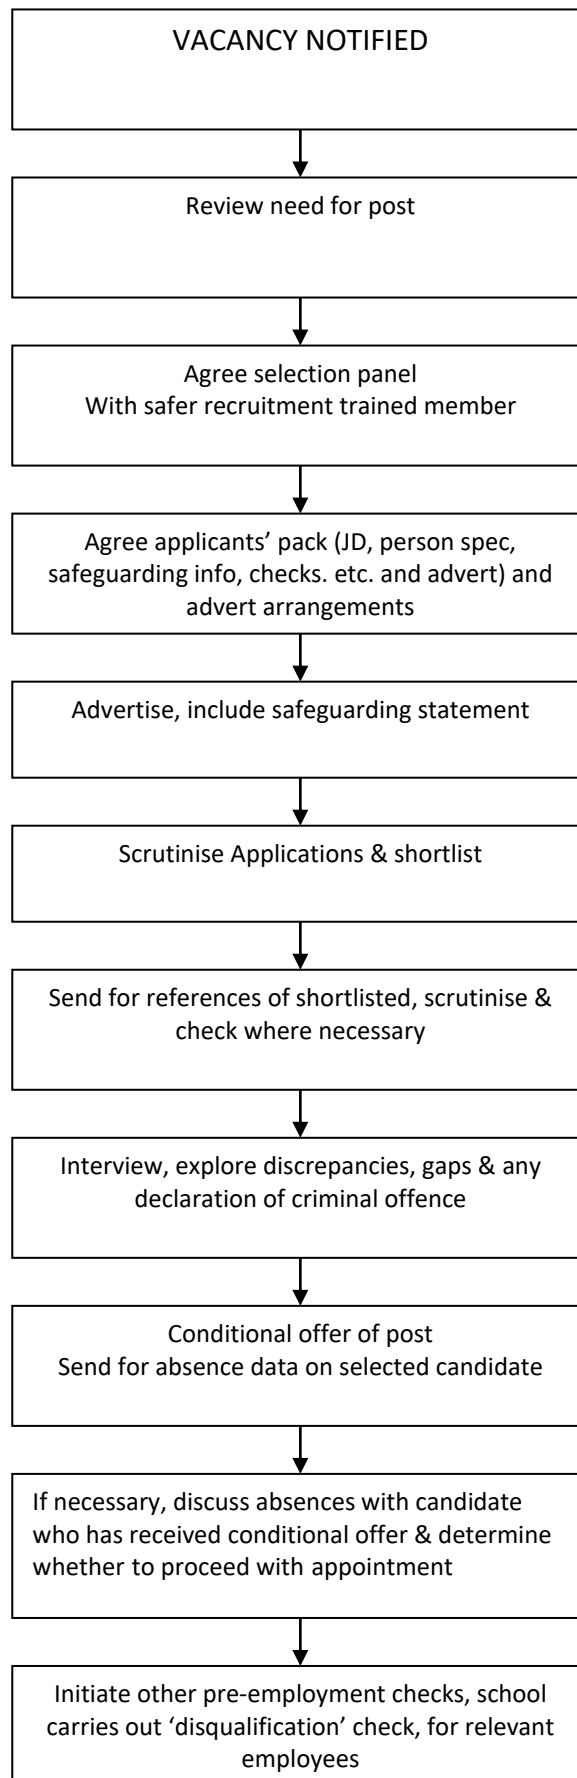 VACANCY NOTIFIED
Review need for post
Agree selection panel
With safer recruitment trained member
Agree applicants’ pack (JD, person spec,
safeguarding info, checks. etc. and advert) and
advert arrangements
Advertise, include safeguarding statement
Scrutinise Applications & shortlist
Send for references of shortlisted, scrutinise &
check where necessary
Interview, explore discrepancies, gaps & any
declaration of criminal offence
Conditional offer of post
Send for absence data on selected candidate
If necessary, discuss absences with candidate
who has received conditional offer & determine
whether to proceed with appointment
Initiate other pre-employment checks, school
carries out ‘disqualification’ check, for relevant
employees